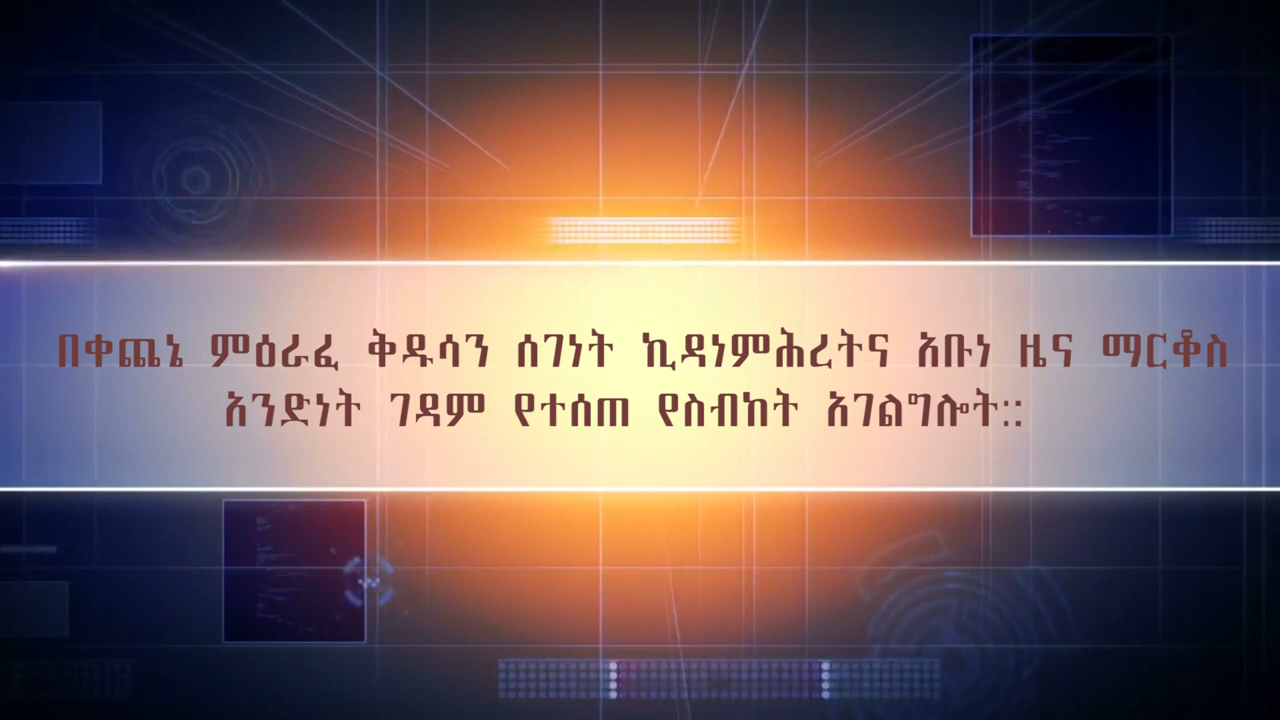 በቀጨኔ ምዕራፈ ቅዱሳን ሰገነት ኪዳነምሕረትና አቡነ ዜና ማርቆስ
አንድነት ገዳም የተሰጠ የስብከት አገልግሎት::